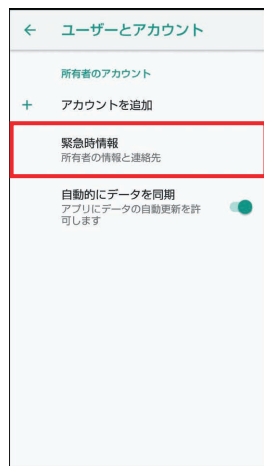 ユーザーとアカウント
所有者のアカウント
アカウントを追加
緊急時情報
所有者の情報と連絡先
自動的にデータを同期
アプリにデータの自動更新を許
可します